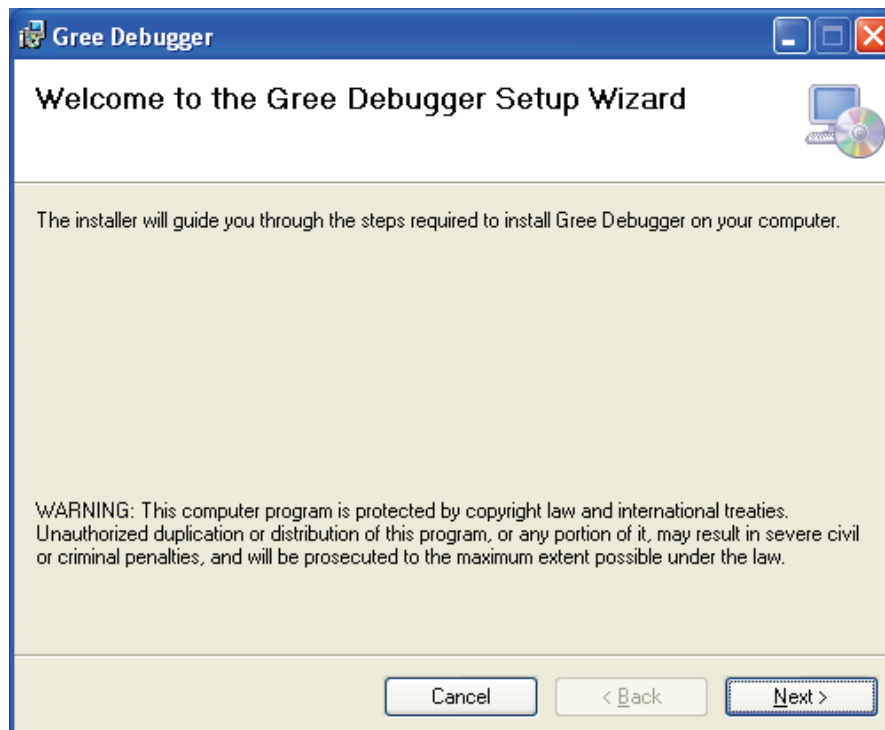 Gree Debugger
Welcome to the Gree Debugger Setup Wizard
The installer will guide you through the steps required to install Gree Debugger on your computer.
WARNING: This computer program is protected by copyright law and international treaties.
Unauthorized duplication or distribution of this program, or any portion of it, may result in severe civil
or criminal penalties, and will be prosecuted to the maximum extent possible under the law.
Cancel < Back Next >